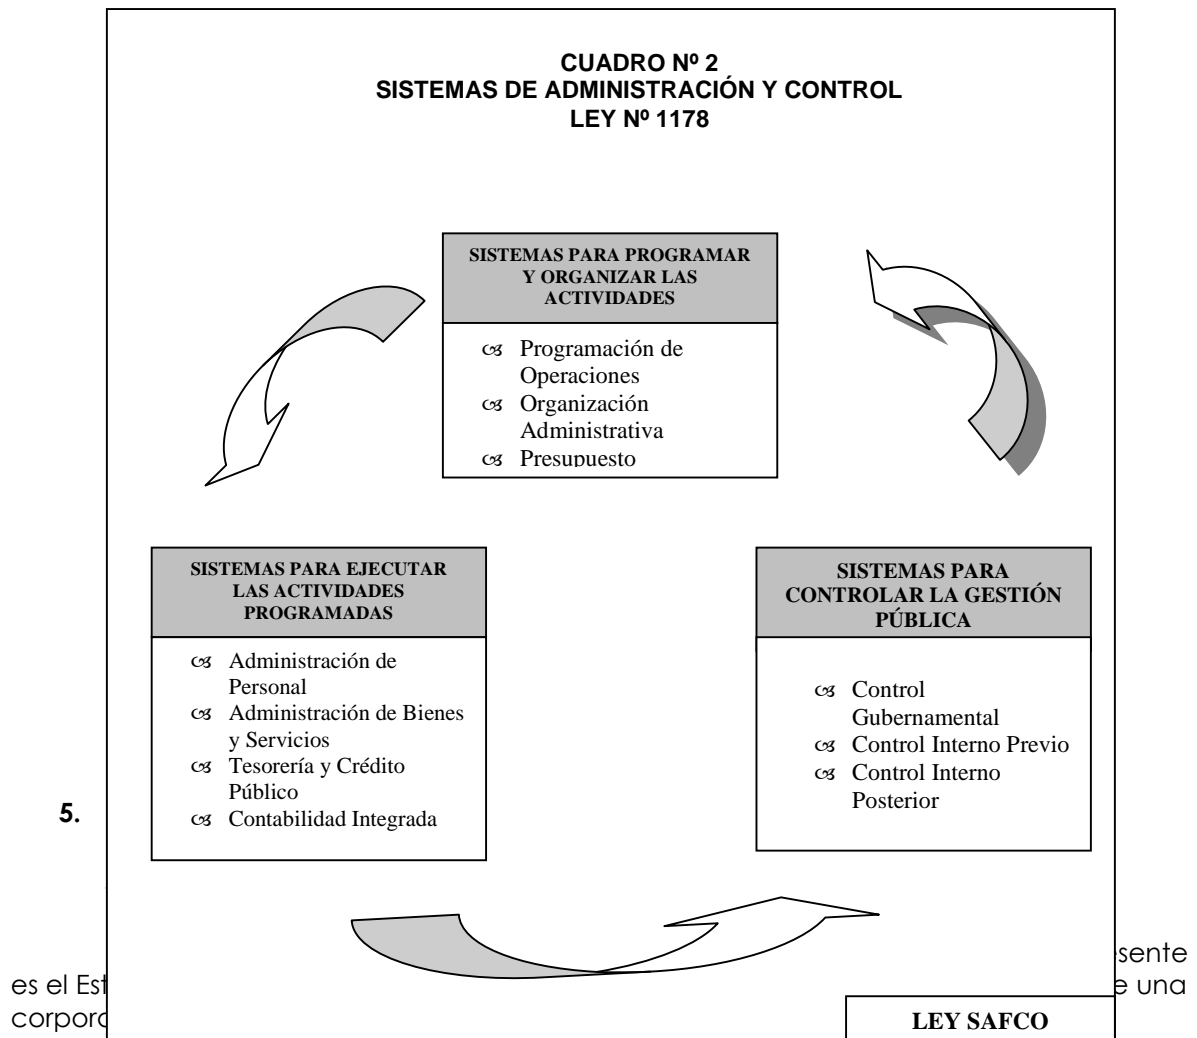 CUADRO Nº 2
SISTEMAS DE ADMINISTRACIÓN Y CONTROL
LEY Nº 1178
SISTEMAS PARA PROGRAMAR
Y ORGANIZAR LAS
ACTIVIDADES
Programación de
Operaciones
Organización
Administrativa
Presupuesto
SISTEMAS PARA EJECUTAR
LAS ACTIVIDADES
PROGRAMADAS
Administración de
Personal
Administración de Bienes
y Servicios
Tesorería y Crédito
Público
Contabilidad Integrada
SISTEMAS PARA
CONTROLAR LA GESTIÓN
PÚBLICA
Control
Gubernamental
Control Interno Previo
Control Interno
Posterior
5.
es el
una
LEY SAFCO